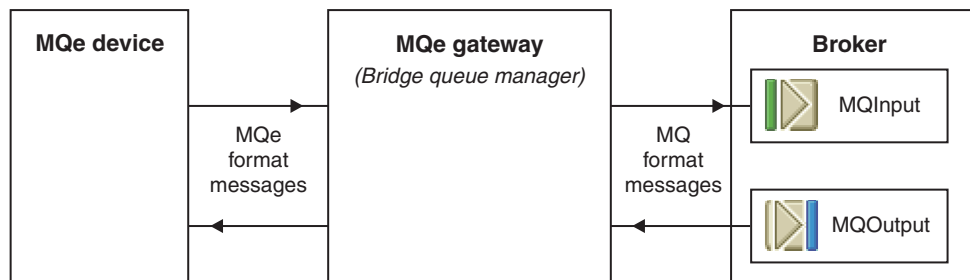 MQe device
MQe gateway
(Bridge queue manager)
Broker
MQInput
MQe
format
messages
MQ
format
messages
MQOutput